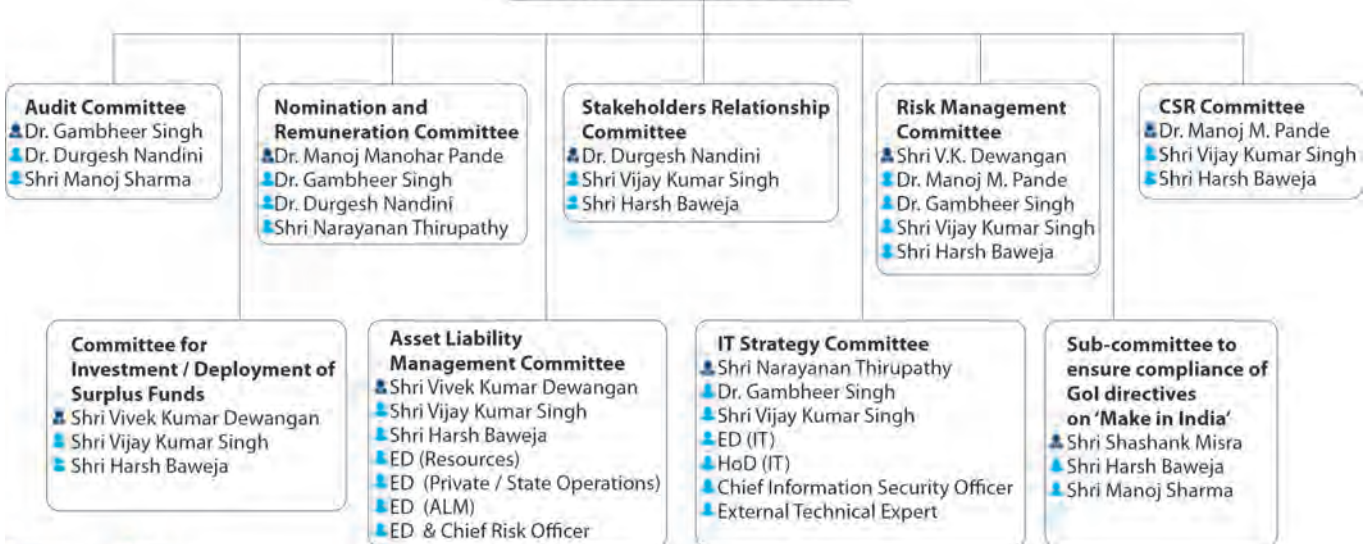 Audit Committee
Dr. Gambheer Singh
Dr. Durgesh Nandini
Shri Manoj Sharma
Nomination and
Remuneration Committee
Dr. Manoj Manohar Pande
Dr. Gambheer Singh
Dr. Durgesh Nandini
Shri Narayanan Thirupathy
Stakeholders Relationship
Committee
Dr. Durgesh Nandini
Shri Vijay Kumar Singh
Shri Harsh Baweja
Risk Management
Committee
Shri V.K. Dewangan
Dr. Manoj M. Pande
Dr. Gambheer Singh
Shri Vijay Kumar Singh
Shri Harsh Baweja
CSR Committee
Dr. Manoj M. Pande
Shri Vijay Kumar Singh
Shri Harsh Baweja
Committee for
Investment / Deployment of
Surplus Funds
Shri Vivek Kumar Dewangan
Shri Vijay Kumar Singh
Shri Harsh Baweja
Asset Liability
Management Committee
Shri Vivek Kumar Dewangan
Shri Vijay Kumar Singh
Shri Harsh Baweja
ED (Resources)
ED (Private / State Operations)
ED (ALM)
ED & Chief Risk Officer
IT Strategy Committee
Shri Narayanan Thirupathy
Dr. Gambheer Singh
Shri Vijay Kumar Singh
ED (IT)
HoD (IT)
Chief Information Security Officer
External Technical Expert
Sub-committee to
ensure compliance of
GoI directives
on 'Make in India'
Shri Shashank Misra
Shri Harsh Baweja
Shri Manoj Sharma